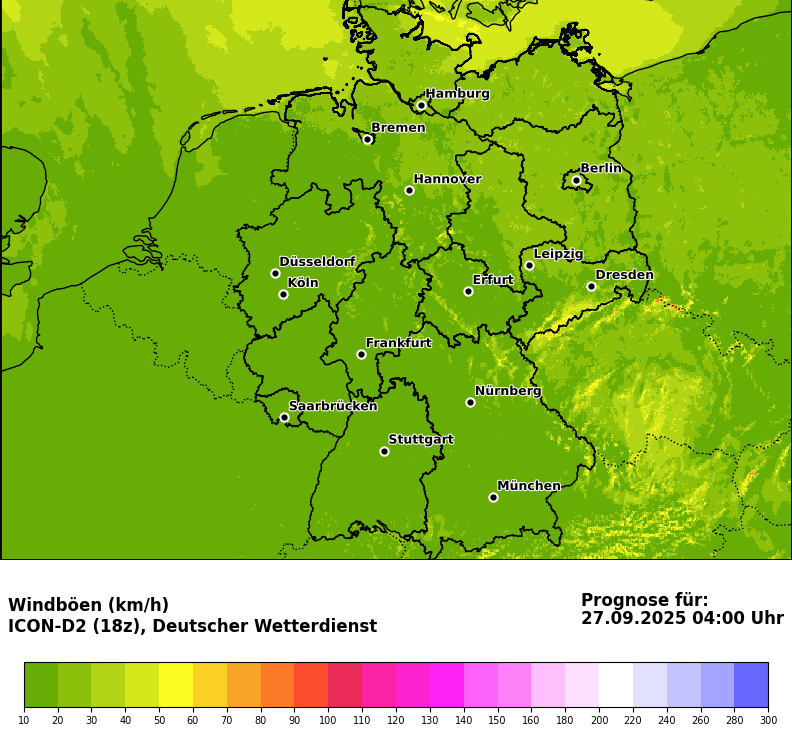 Hamburg
Bremen
Berlin
Hannover
Leipzig
Düsseldorf
Dresden
Köln
Erfurt
Frankfurt
Nürnberg
Saarbrücken
Stuttgart
München
Windböen (km/h)
ICON-D2 (18z), Deutscher Wetterdienst
Prognose für:
27.09.2025 04:00 Uhr
10 20 30 40 50 60 70 80 90 100 110 120 130 140 150 160 180 200 220 240 260 280 300